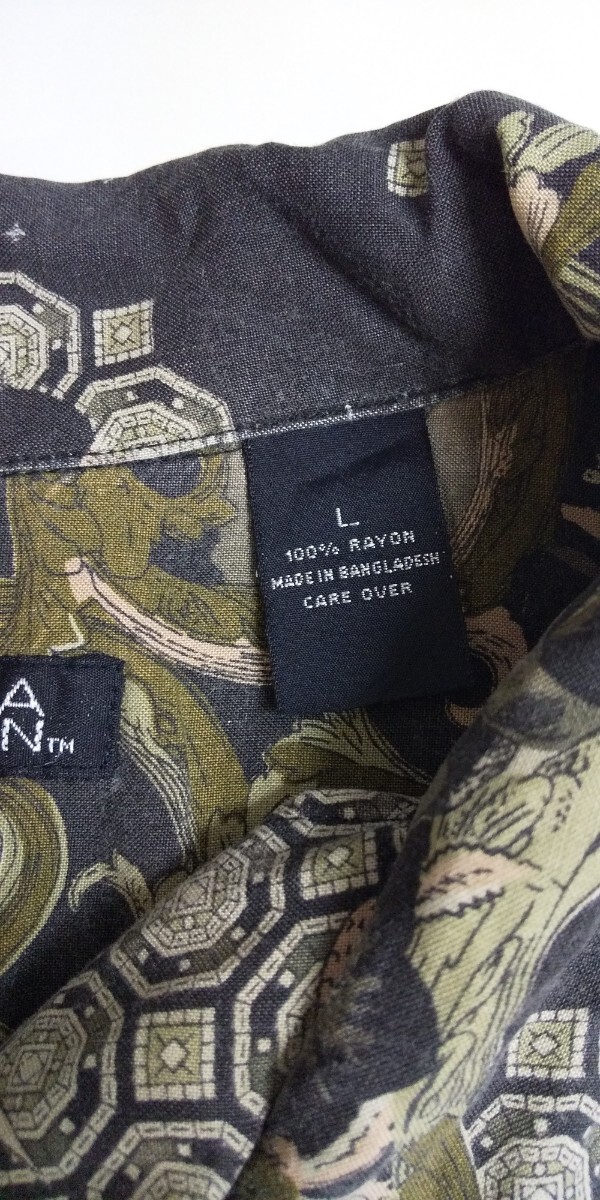 L
100% RAYON
MADE IN BANGLADESH
CARE OVER
A
N™